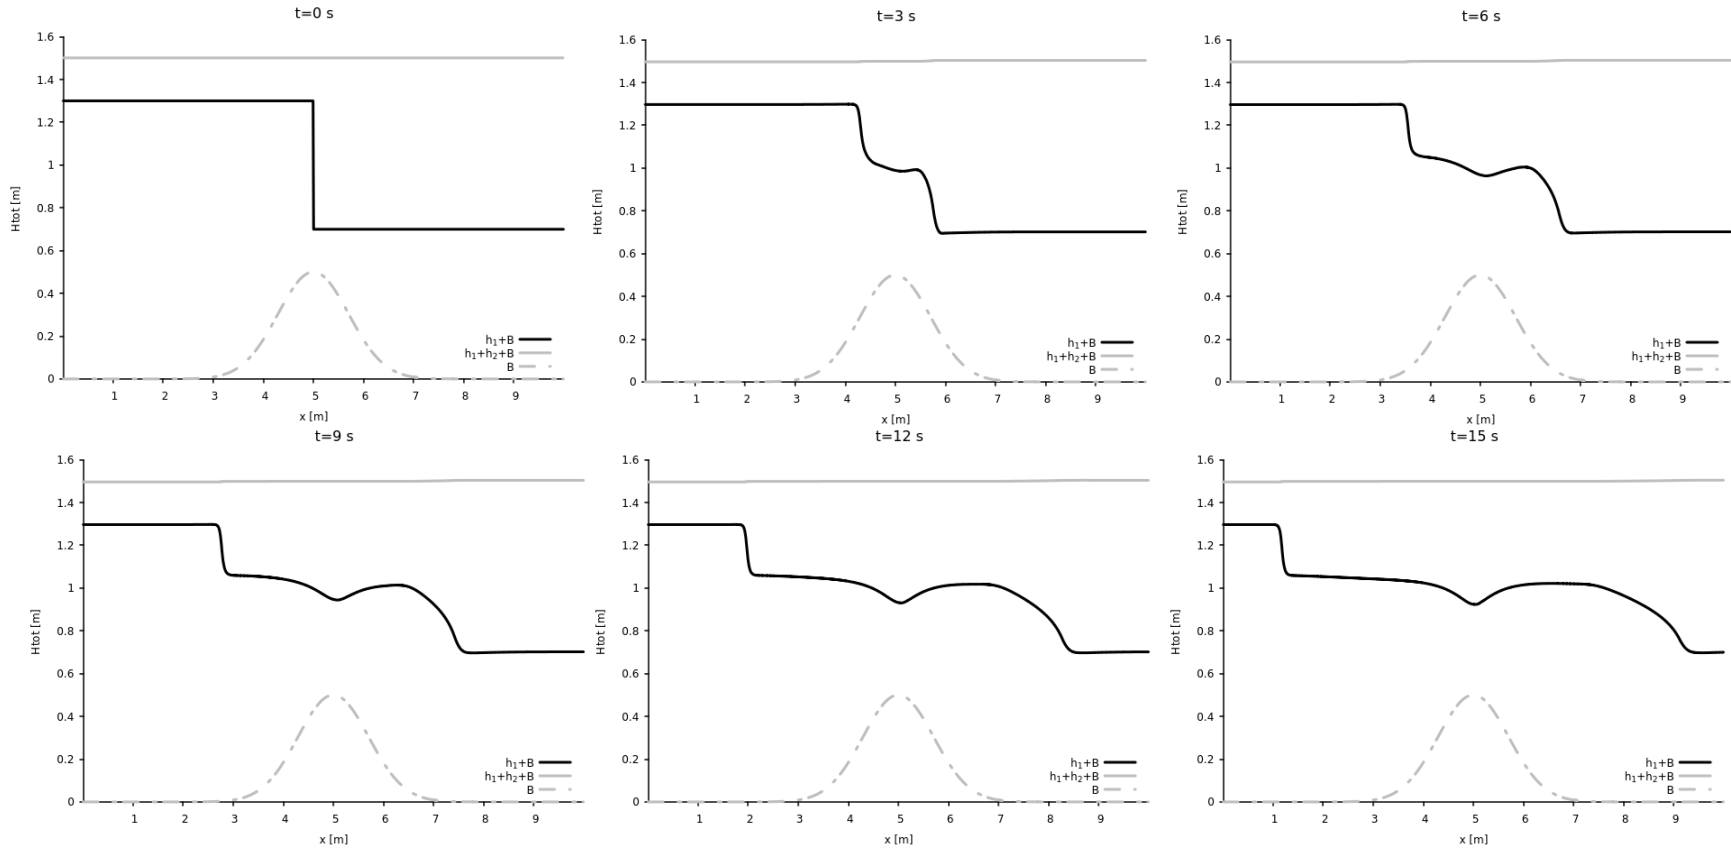 t=0 s
1.6
1.4
1.2
1
0.8
0.6
0.4
0.2
0
Htot [m]
h₁+B
h₁+h₂+B
B
1 2 3 4 5 6 7 8 9
x [m]
t=3 s
1.6
1.4
1.2
1
0.8
0.6
0.4
0.2
0
Htot [m]
h₁+B
h₁+h₂+B
B
1 2 3 4 5 6 7 8 9
x [m]
t=6 s
1.6
1.4
1.2
1
0.8
0.6
0.4
0.2
0
Htot [m]
h₁+B
h₁+h₂+B
B
1 2 3 4 5 6 7 8 9
x [m]
t=9 s
1.6
1.4
1.2
1
0.8
0.6
0.4
0.2
0
Htot [m]
h₁+B
h₁+h₂+B
B
1 2 3 4 5 6 7 8 9
x [m]
t=12 s
1.6
1.4
1.2
1
0.8
0.6
0.4
0.2
0
Htot [m]
h₁+B
h₁+h₂+B
B
1 2 3 4 5 6 7 8 9
x [m]
t=15 s
1.6
1.4
1.2
1
0.8
0.6
0.4
0.2
0
Htot [m]
h₁+B
h₁+h₂+B
B
1 2 3 4 5 6 7 8 9
x [m]